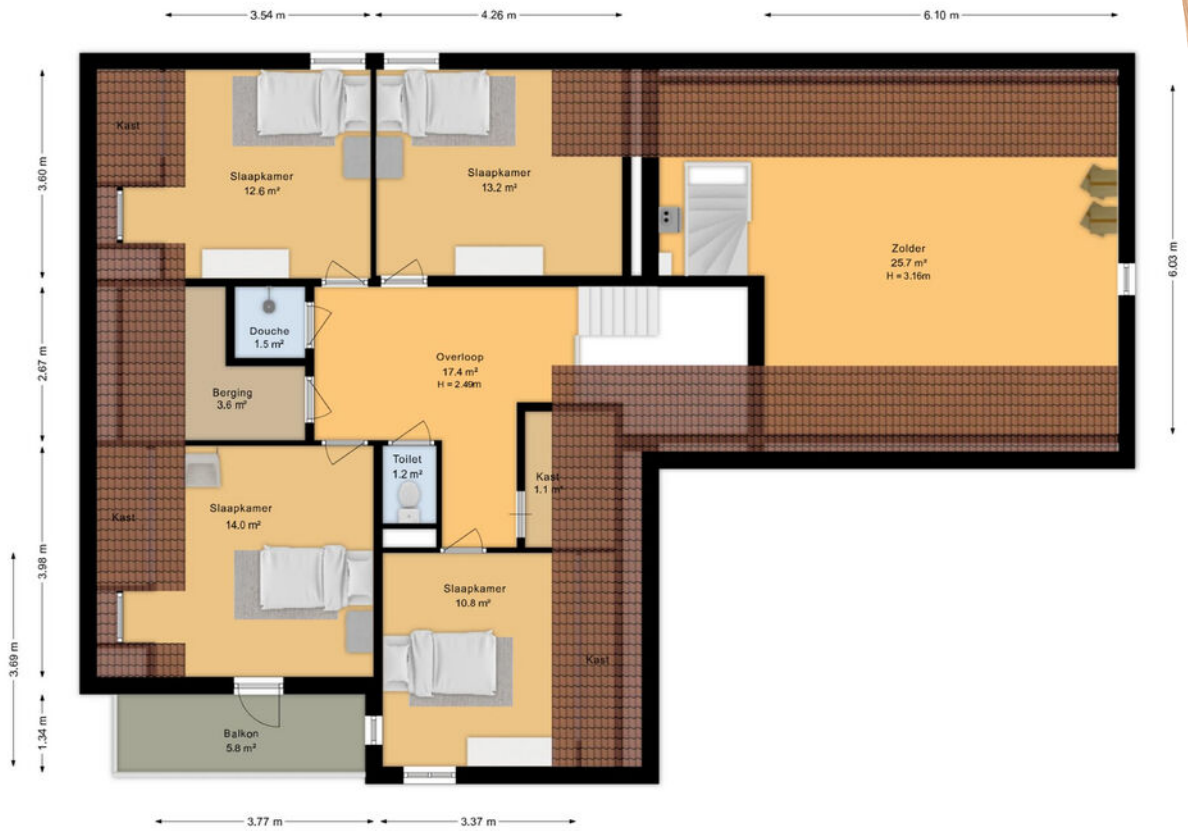 3.54 m
4.26 m
6.10 m
3.60 m
2.67 m
3.98 m
3.69 m
1.34 m
6.03 m
Kast
Slaapkamer
12.6 m²
Slaapkamer
13.2 m²
Zolder
25.7 m²
H = 3.16m
Douche
1.5 m²
Overloop
17.4 m²
H = 2.49m
Berging
3.6 m²
Toilet
1.2 m²
Kast
1.1 m²
Kast
Slaapkamer
14.0 m²
Slaapkamer
10.8 m²
Kast
Balkon
5.8 m²
3.77 m
3.37 m